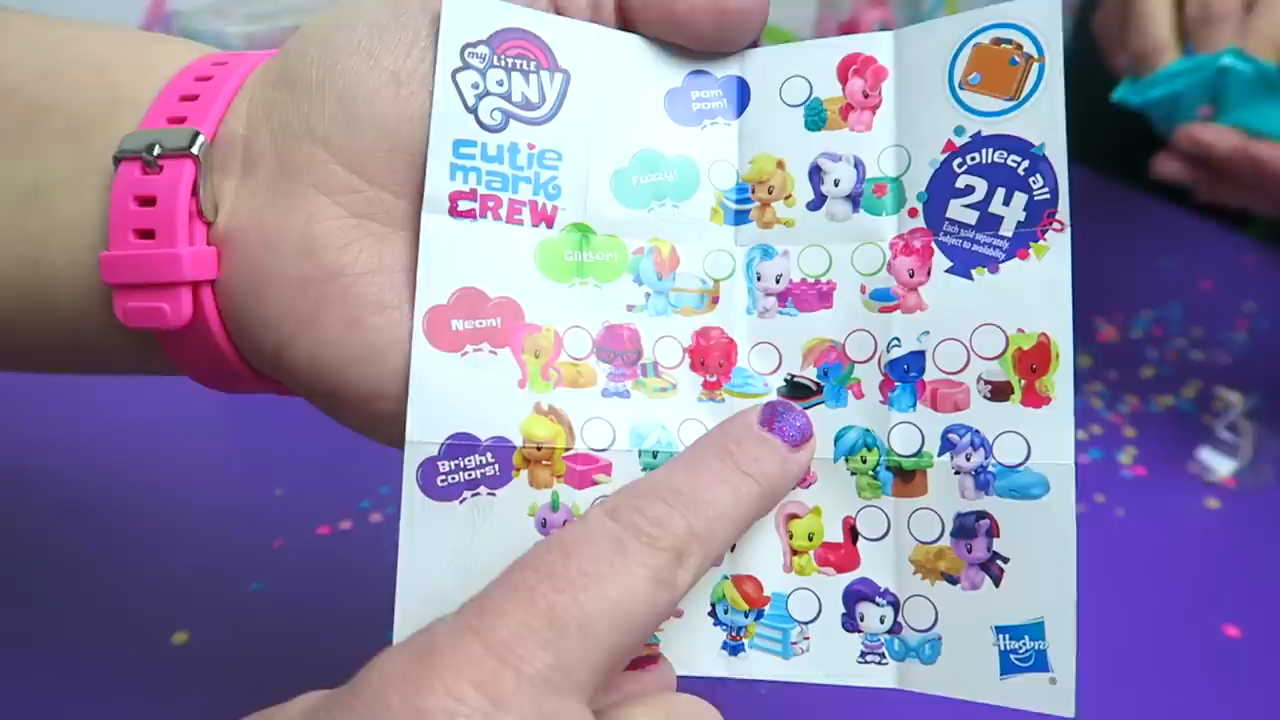 my LiTTLE
PONY
cutie
mark
CREW™
pom
pom!
Fuzzy!
Glitter!
Neon!
Bright
Colors!
Collect all
24
Each sold separately.
Subject to availability.
Hasbro
®